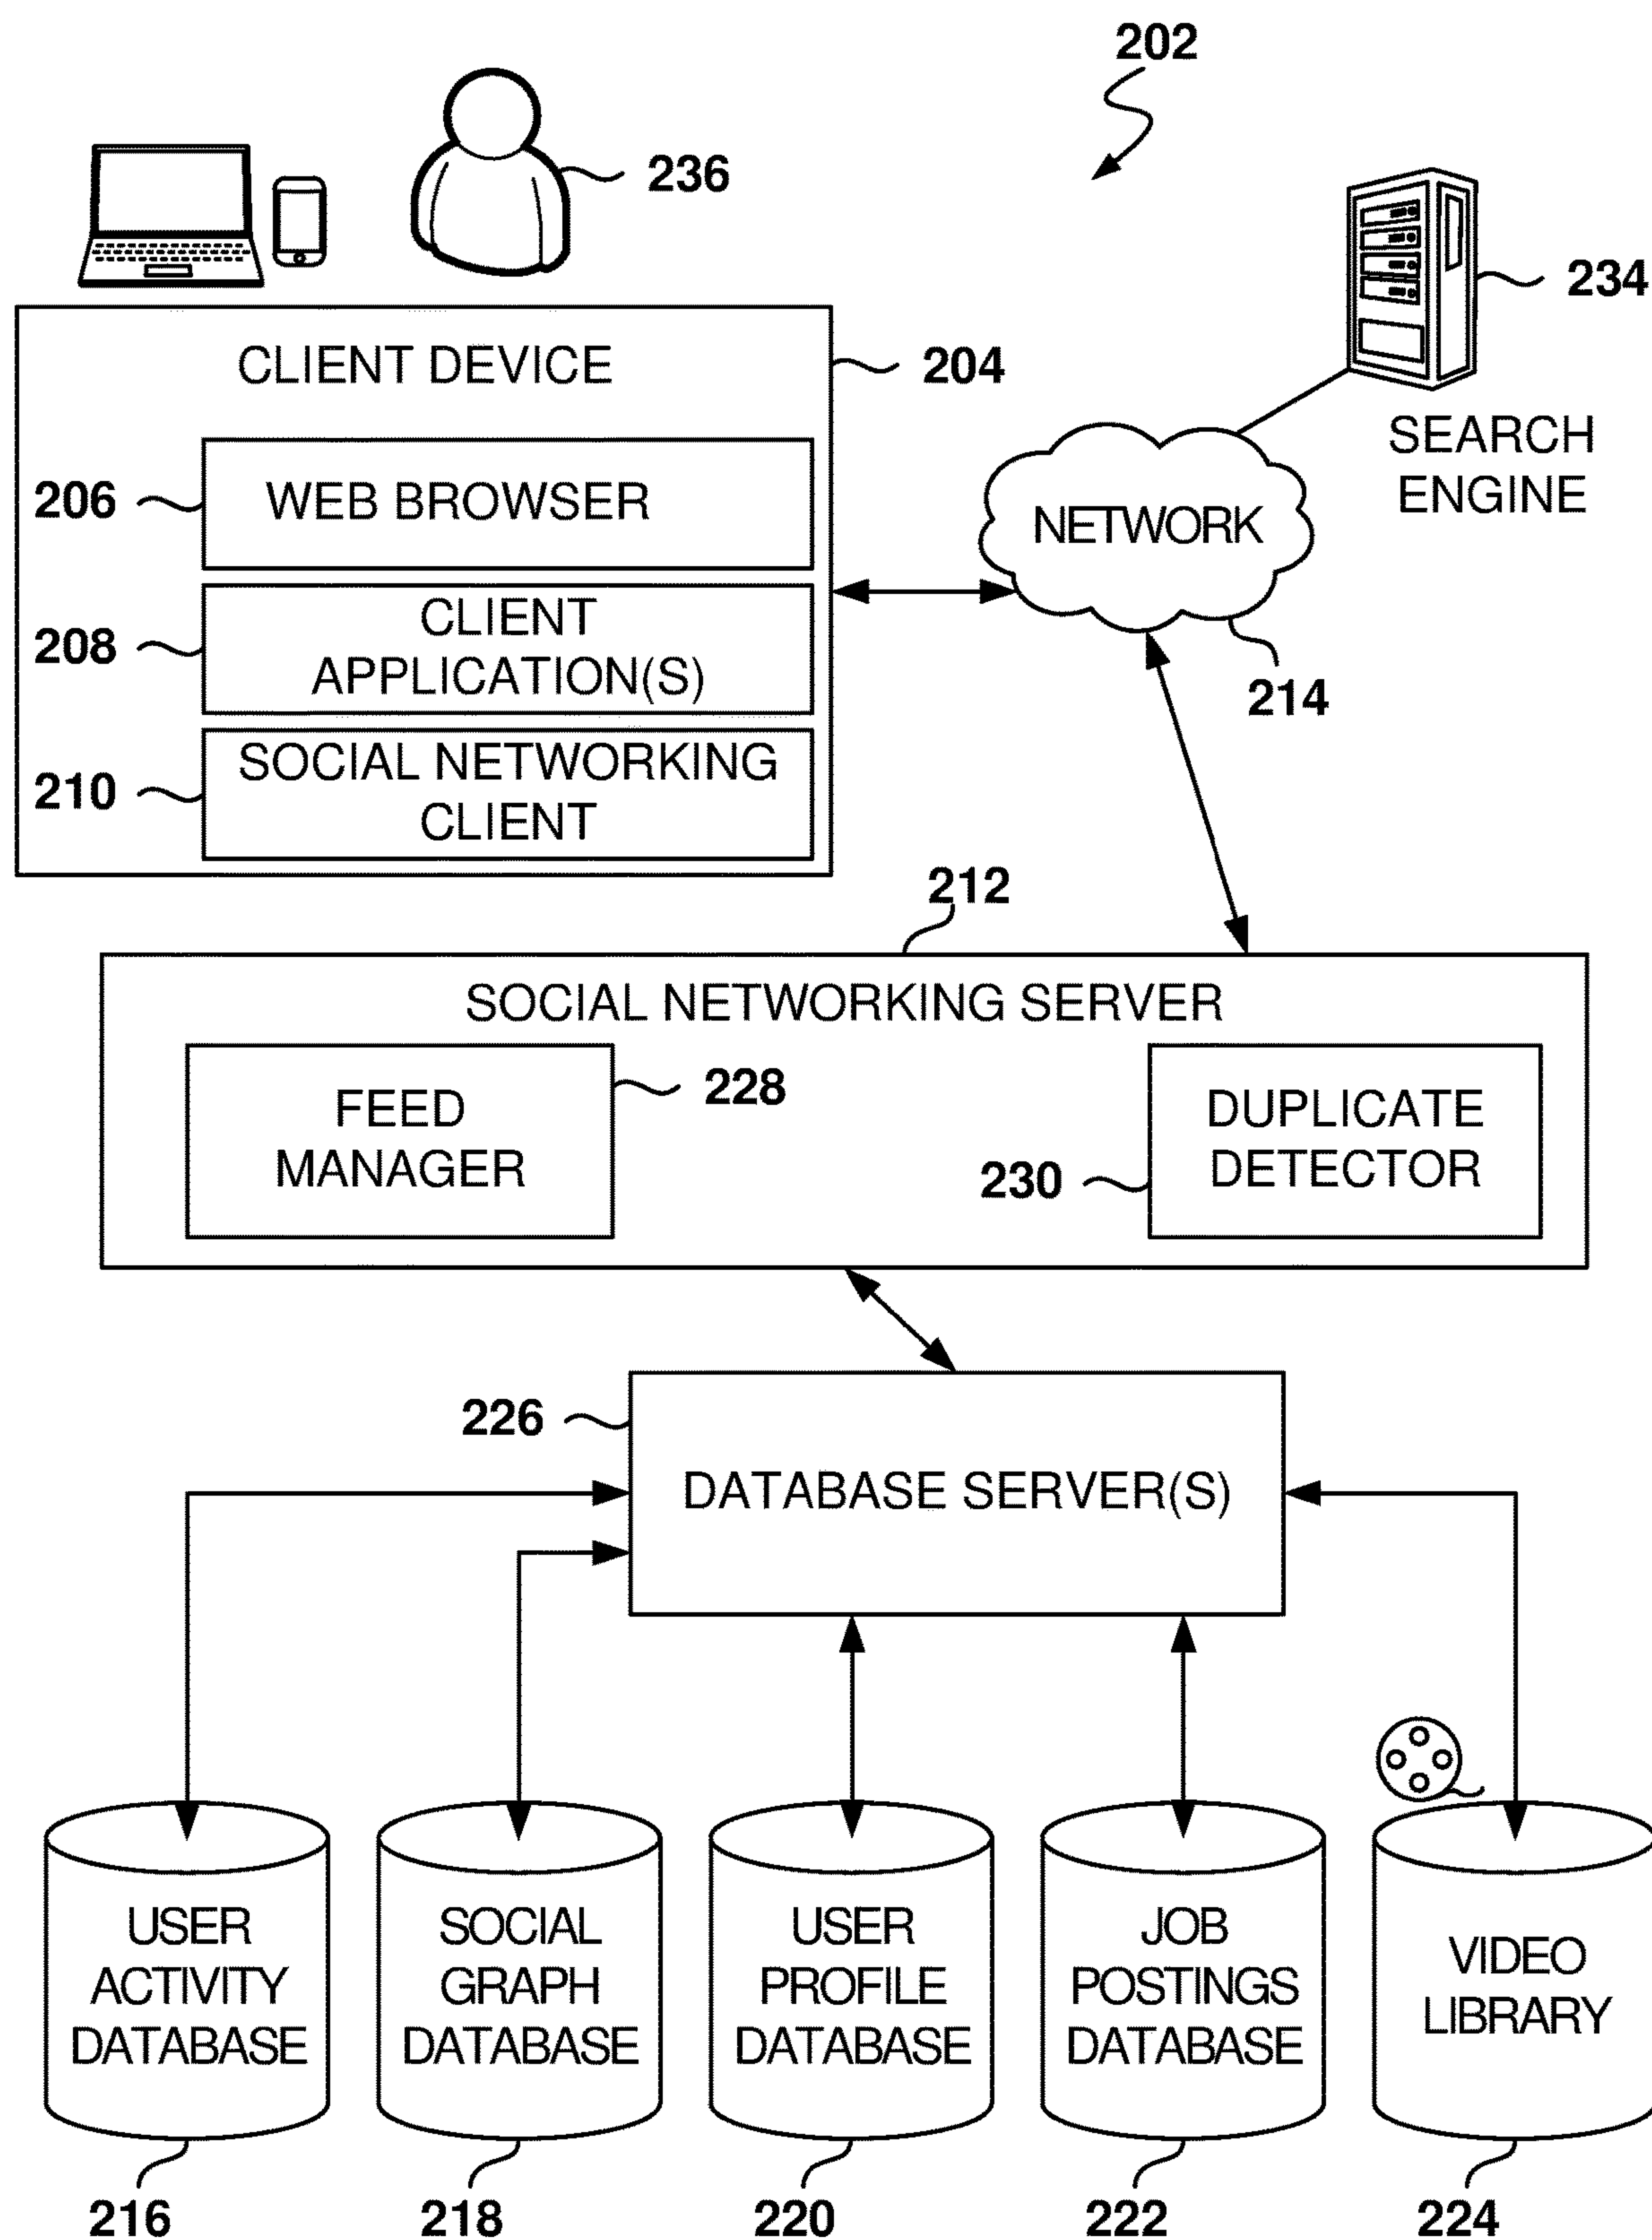 202
236
234
CLIENT DEVICE
204
SEARCH
ENGINE
206
WEB BROWSER
NETWORK
208
CLIENT
APPLICATION(S)
214
210
SOCIAL NETWORKING
CLIENT
212
SOCIAL NETWORKING SERVER
FEED
MANAGER
228
DUPLICATE
DETECTOR
230
226
DATABASE SERVER(S)
USER
ACTIVITY
DATABASE
SOCIAL
GRAPH
DATABASE
USER
PROFILE
DATABASE
JOB
POSTINGS
DATABASE
VIDEO
LIBRARY
216
218
220
222
224